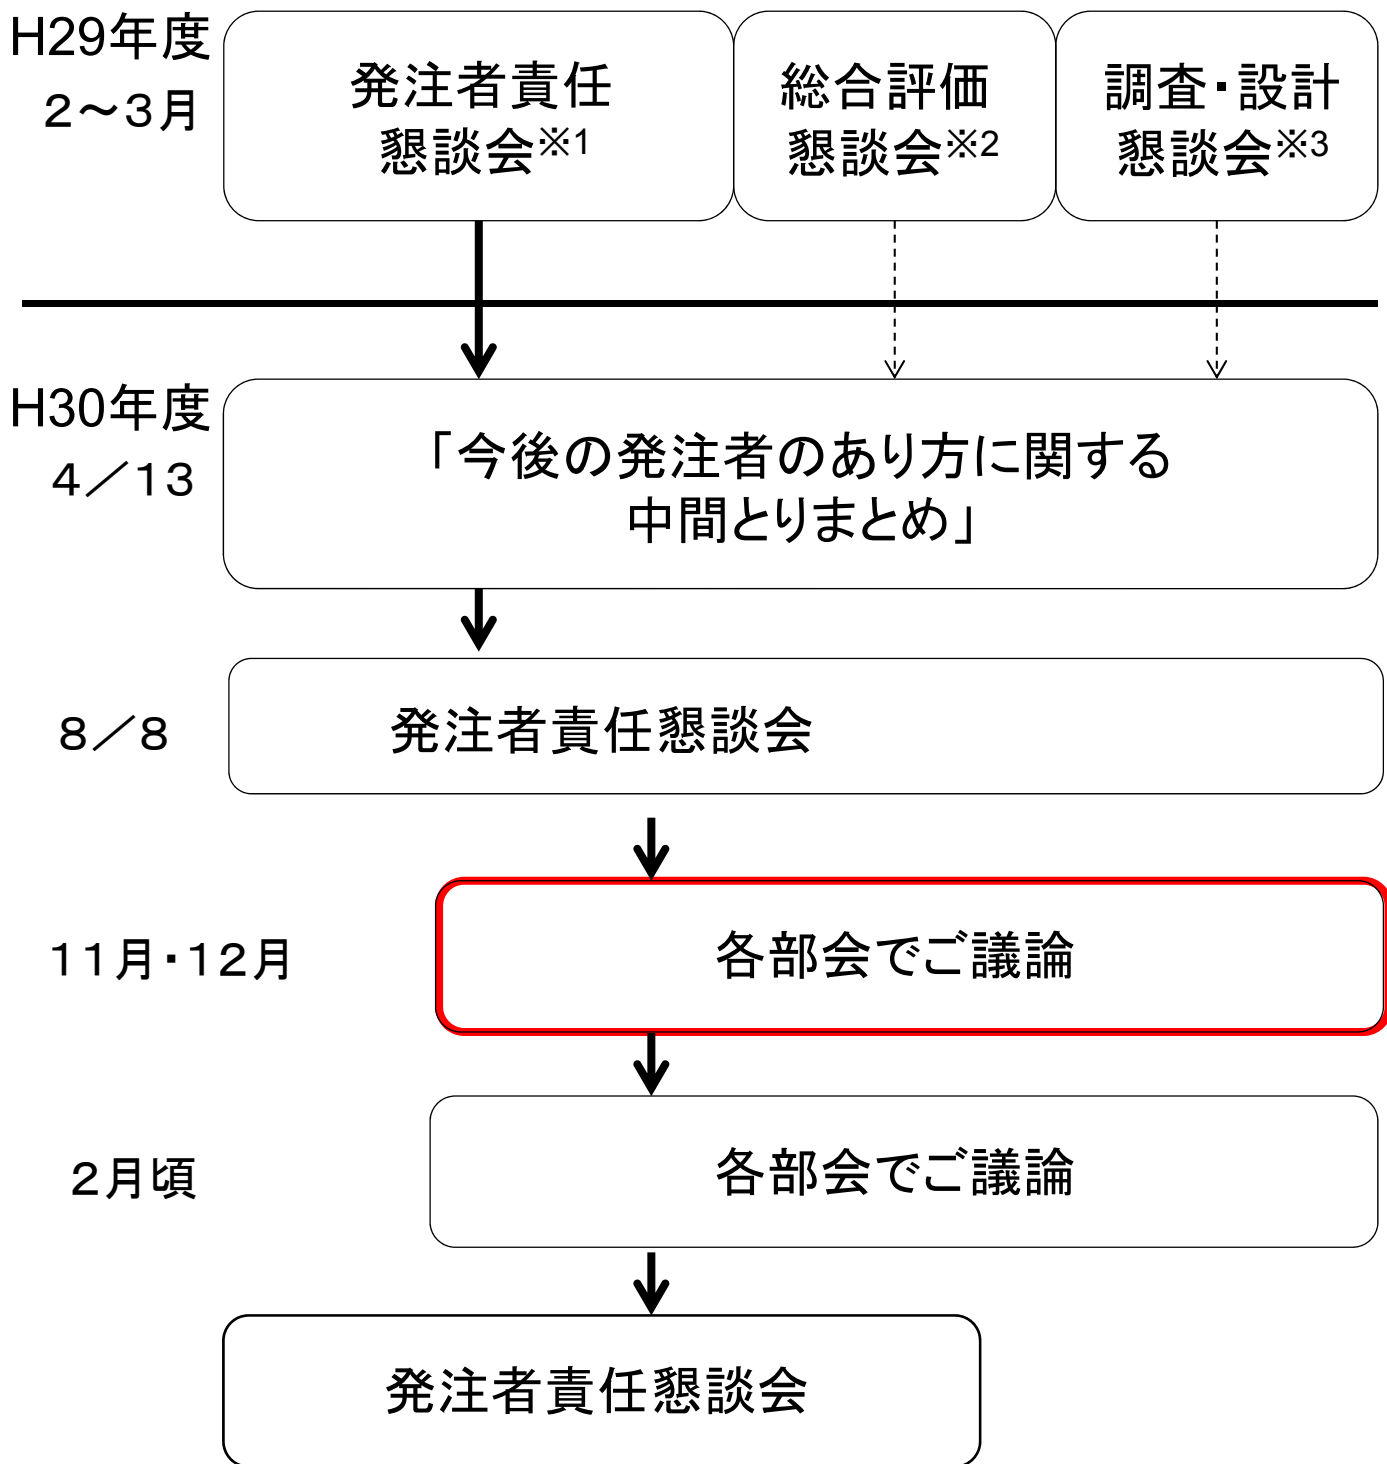 H29年度
２～３月
発注者責任
懇談会※1
総合評価
懇談会※2
調査・設計
懇談会※3
H30年度
４／１３
「今後の発注者のあり方に関する
中間とりまとめ」
８／８
発注者責任懇談会
１１月・１２月
各部会でご議論
２月頃
各部会でご議論
発注者責任懇談会